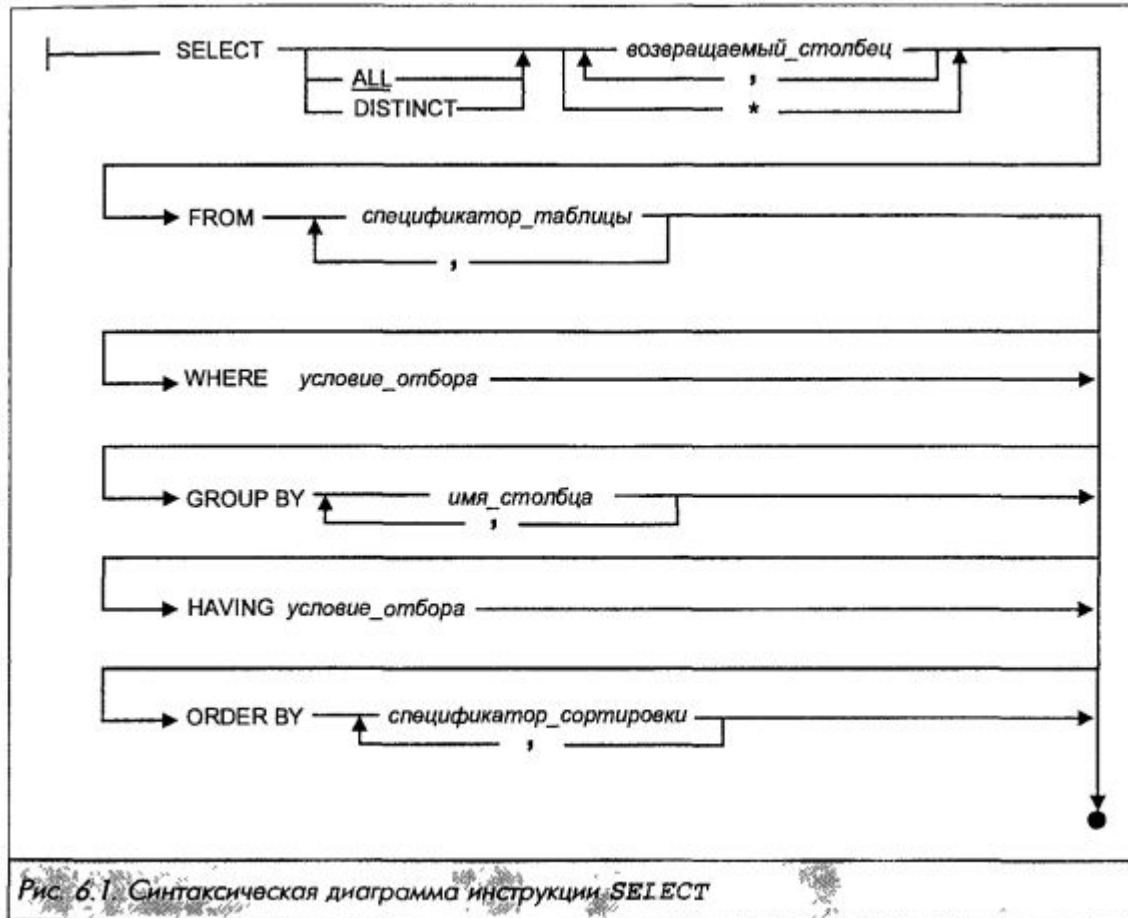 SELECT возвращаемый_столбец
ALL ,
DISTINCT *
FROM спецификатор_таблицы
,
WHERE условие_отбора
GROUP BY имя_столбца
,
HAVING условие_отбора
ORDER BY спецификатор_сортировки
,
Рис. 6.1. Синтаксическая диаграмма инструкции SELECT